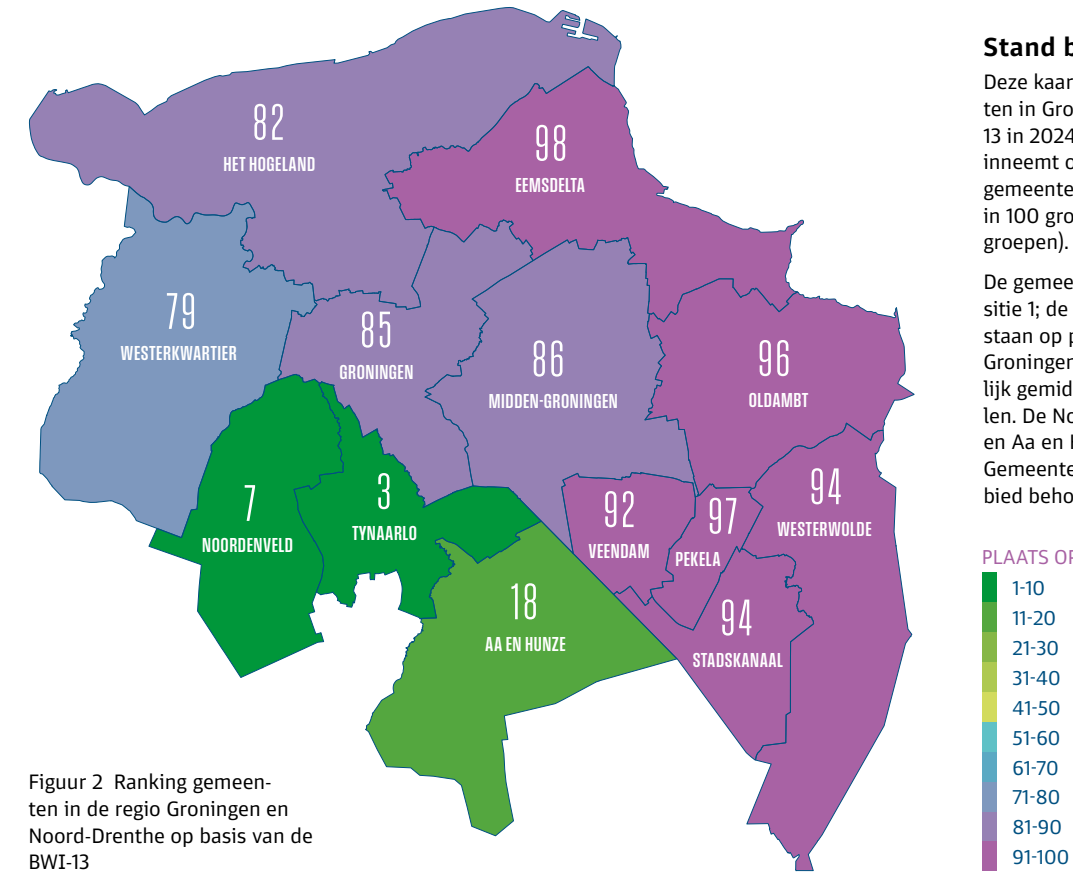 82
HET HOGELAND
98
EEMSDELTA
79
WESTERKWARTIER
85
GRONINGEN
86
MIDDEN-GRONINGEN
96
OLDAMBT
7
NOORDENVELD
3
TYNAARLO
92
VEENDAM
97
PEKELA
94
WESTERWOLDE
18
AA EN HUNZE
94
STADSKANAAL
Figuur 2 Ranking gemeen-
ten in de regio Groningen en
Noord-Drenthe op basis van de
BWI-13
Stand b
Deze kaar
ten in Gro
13 in 2024
inneemt o
gemeente
in 100 gro
groepen).
De gemee
sitie 1; de
staan op p
Groningen
lijk gemid
len. De No
en Aa en
Gemeente
bied beho
PLAATS OP
1-10
11-20
21-30
31-40
41-50
51-60
61-70
71-80
81-90
91-100